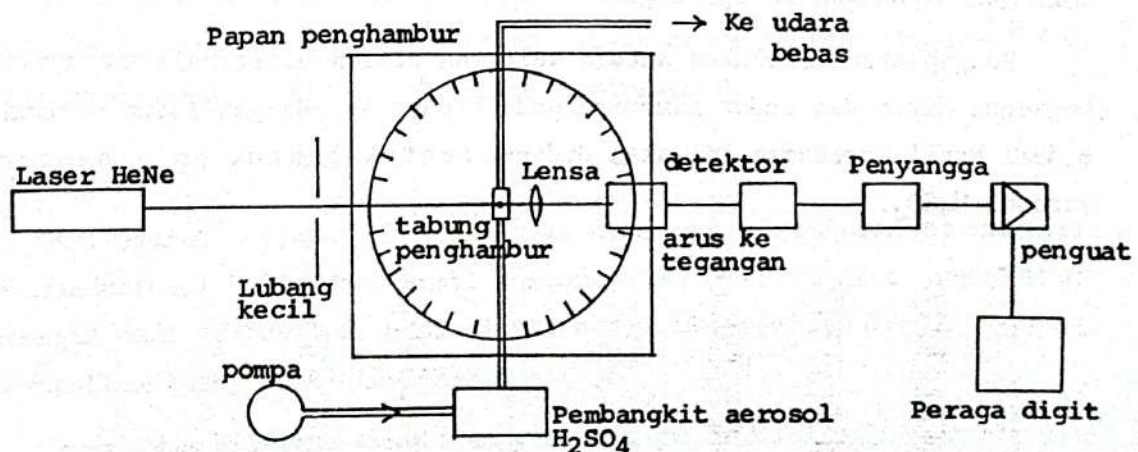 Ke udara
bebas
Papan penghambur
Laser HeNe
Lensa
detektor
Penyangga
tabung
penghambur
arus ke
tegangan
penguat
Lubang
kecil
pompa
Pembangkit aerosol
H₂SO₄
Peraga digit